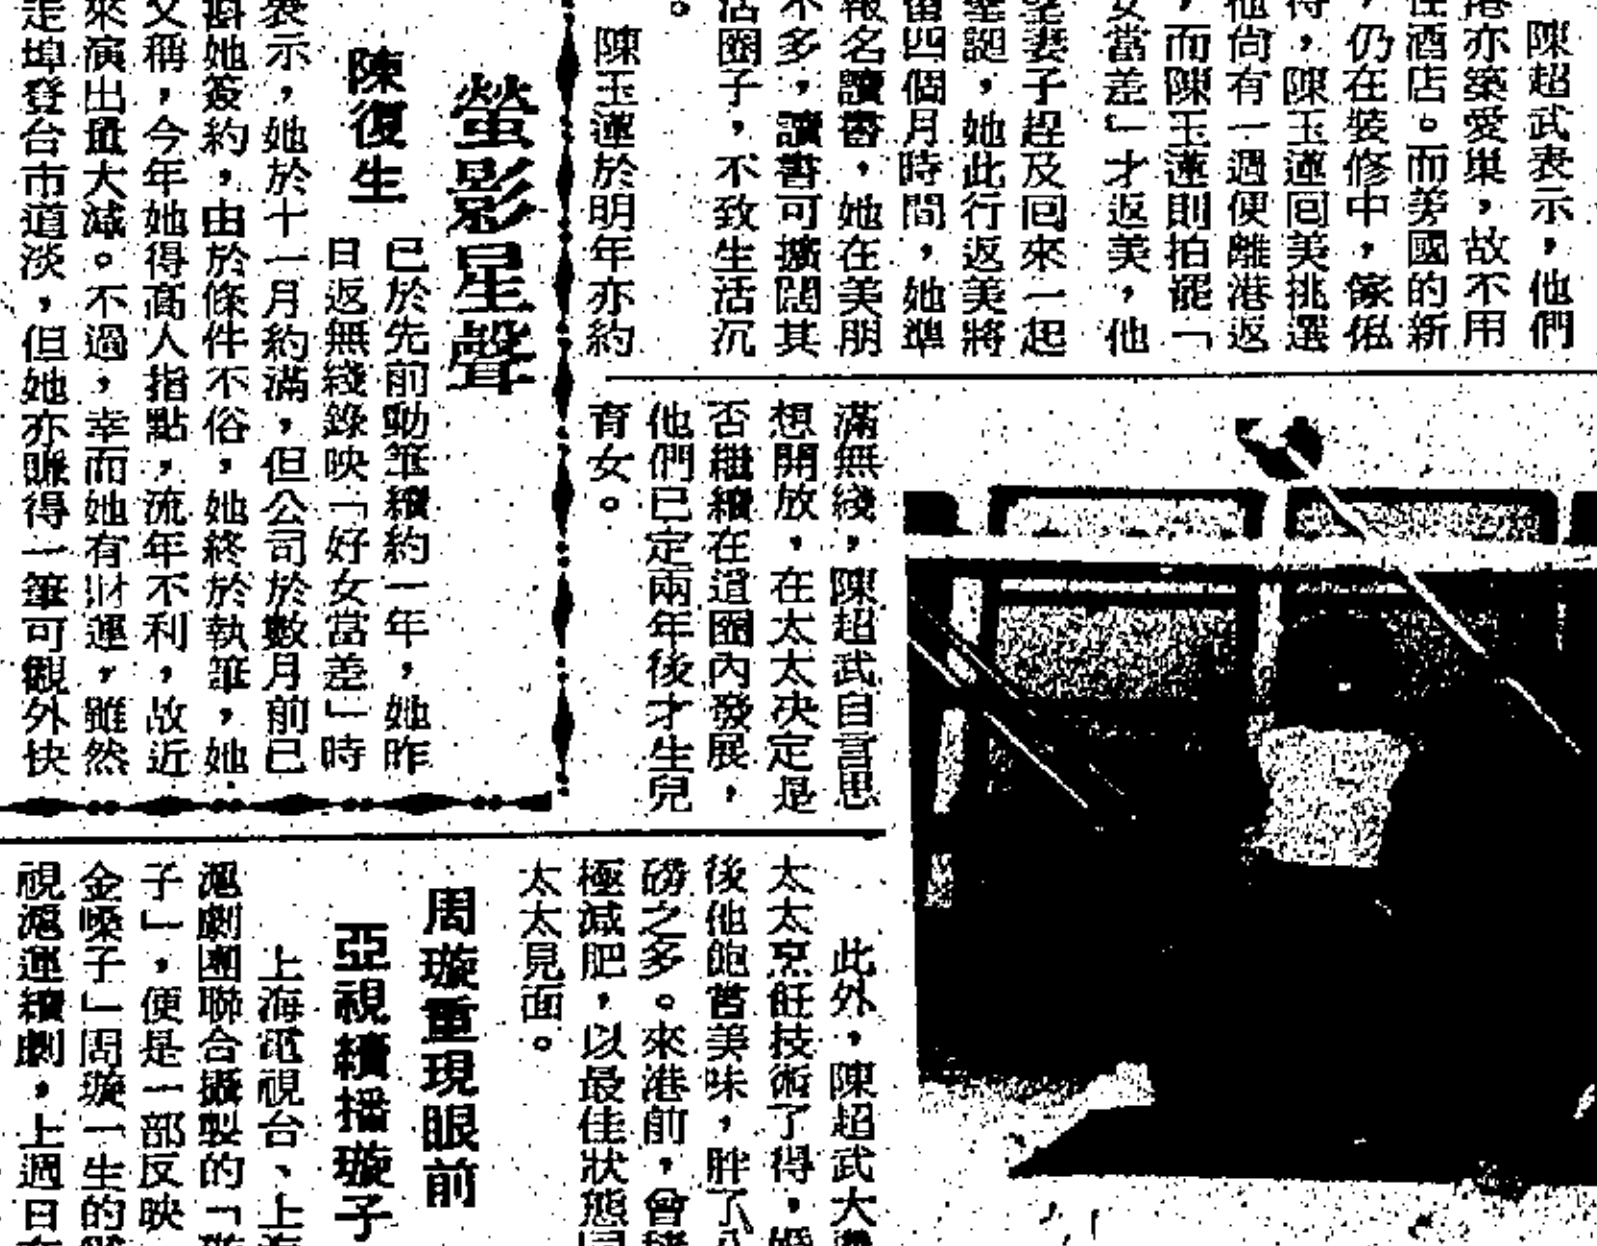 陳超武表示，他們
港亦築愛巢，故不用
在酒店。而美國的新
，仍在裝修中，傢俬
得，陳玉蓮回美挑選
他尚有一週便離港返
，而陳玉蓮則拍罷「
女當差」才返美，他
妻子趕及回來一起
聖誕，她此行返美將
留四個月時間，她準
報名讀書，她在美朋
不多，讀書可擴闊其
活圈子，不致生活沉
。
陳玉蓮於明年亦約
滿無綫，陳超武自言思
想開放，在太太决定是
否繼續在這圈內發展，
他們已定兩年後才生兒
育女。
此外，陳超武大讚
太太烹飪技術了得，婚
後他飽嘗美味，胖了八
磅之多。來港前，曾積
極減肥，以最佳狀態同
太太見面。
螢影星聲
陳復生
已於先前動筆續約一年，她昨
日返無綫錄映「好女當差」時
表示，她於十一月約滿，但公司於數月前已
斟她簽約，由於條件不俗，她終於執筆，她
又稱，今年她得高人指點，流年不利，故近
來演出量大減。不過，幸而她有財運，雖然
走埠登台市道淡，但她亦賺得一筆可觀外快
周璇重現眼前
亞視續播璇子
上海電視台、上海
滬劇團聯合攝製的「璇
子」，便是一部反映「
金嗓子」周璇一生的
視滬運續劇，上週日